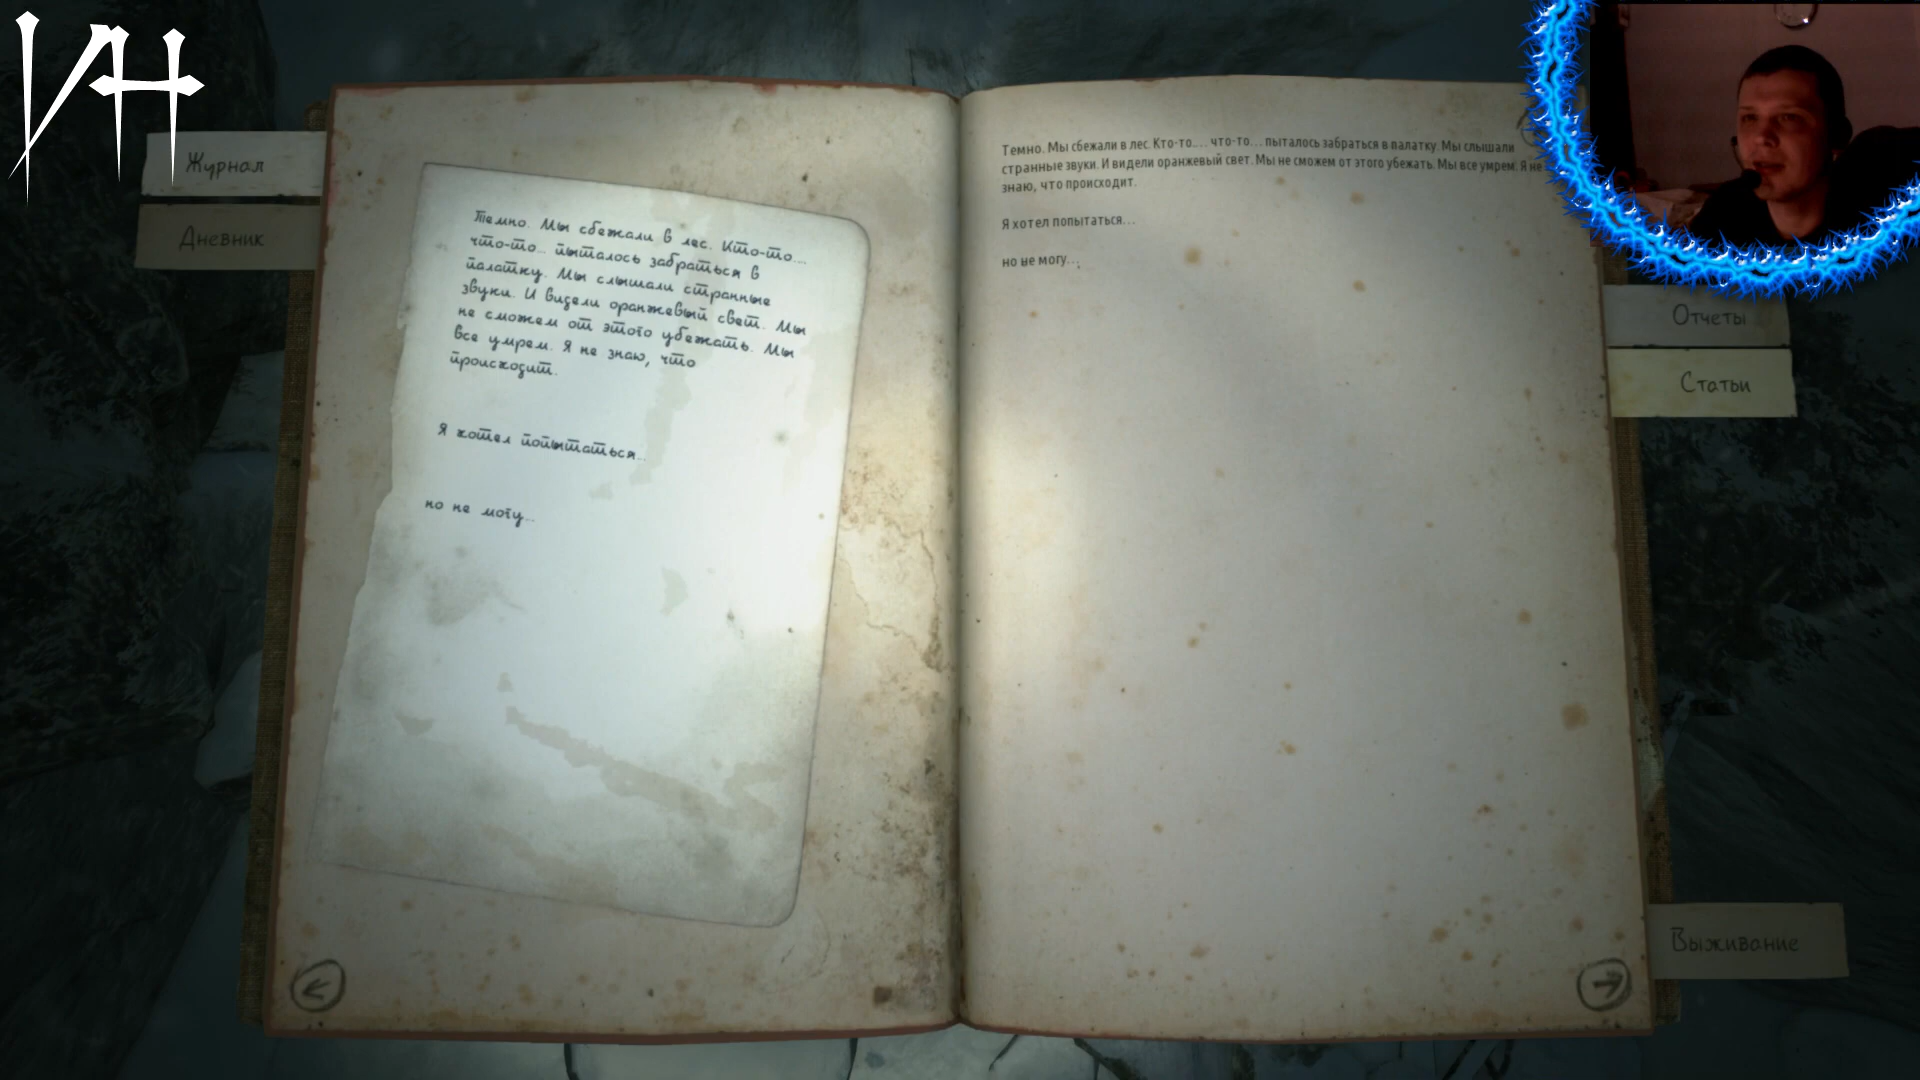 Журнал
Дневник
Темно. Мы сбежали в лес. Кто-то....
что-то... пыталось забраться в
палатку. Мы слышали странные
звуки. И видели оранжевый свет. Мы
не сможем от этого убежать. Мы
все умрем. Я не знаю, что
происходит.
Я хотел попытаться...
но не могу...
Темно. Мы сбежали в лес. Кто-то.... что-то... пыталось забраться в палатку. Мы слышали
странные звуки. И видели оранжевый свет. Мы не сможем от этого убежать. Мы все умрем. Я не
знаю, что происходит.
Я хотел попытаться...
но не могу...
Отчеты
Статьи
Выживание